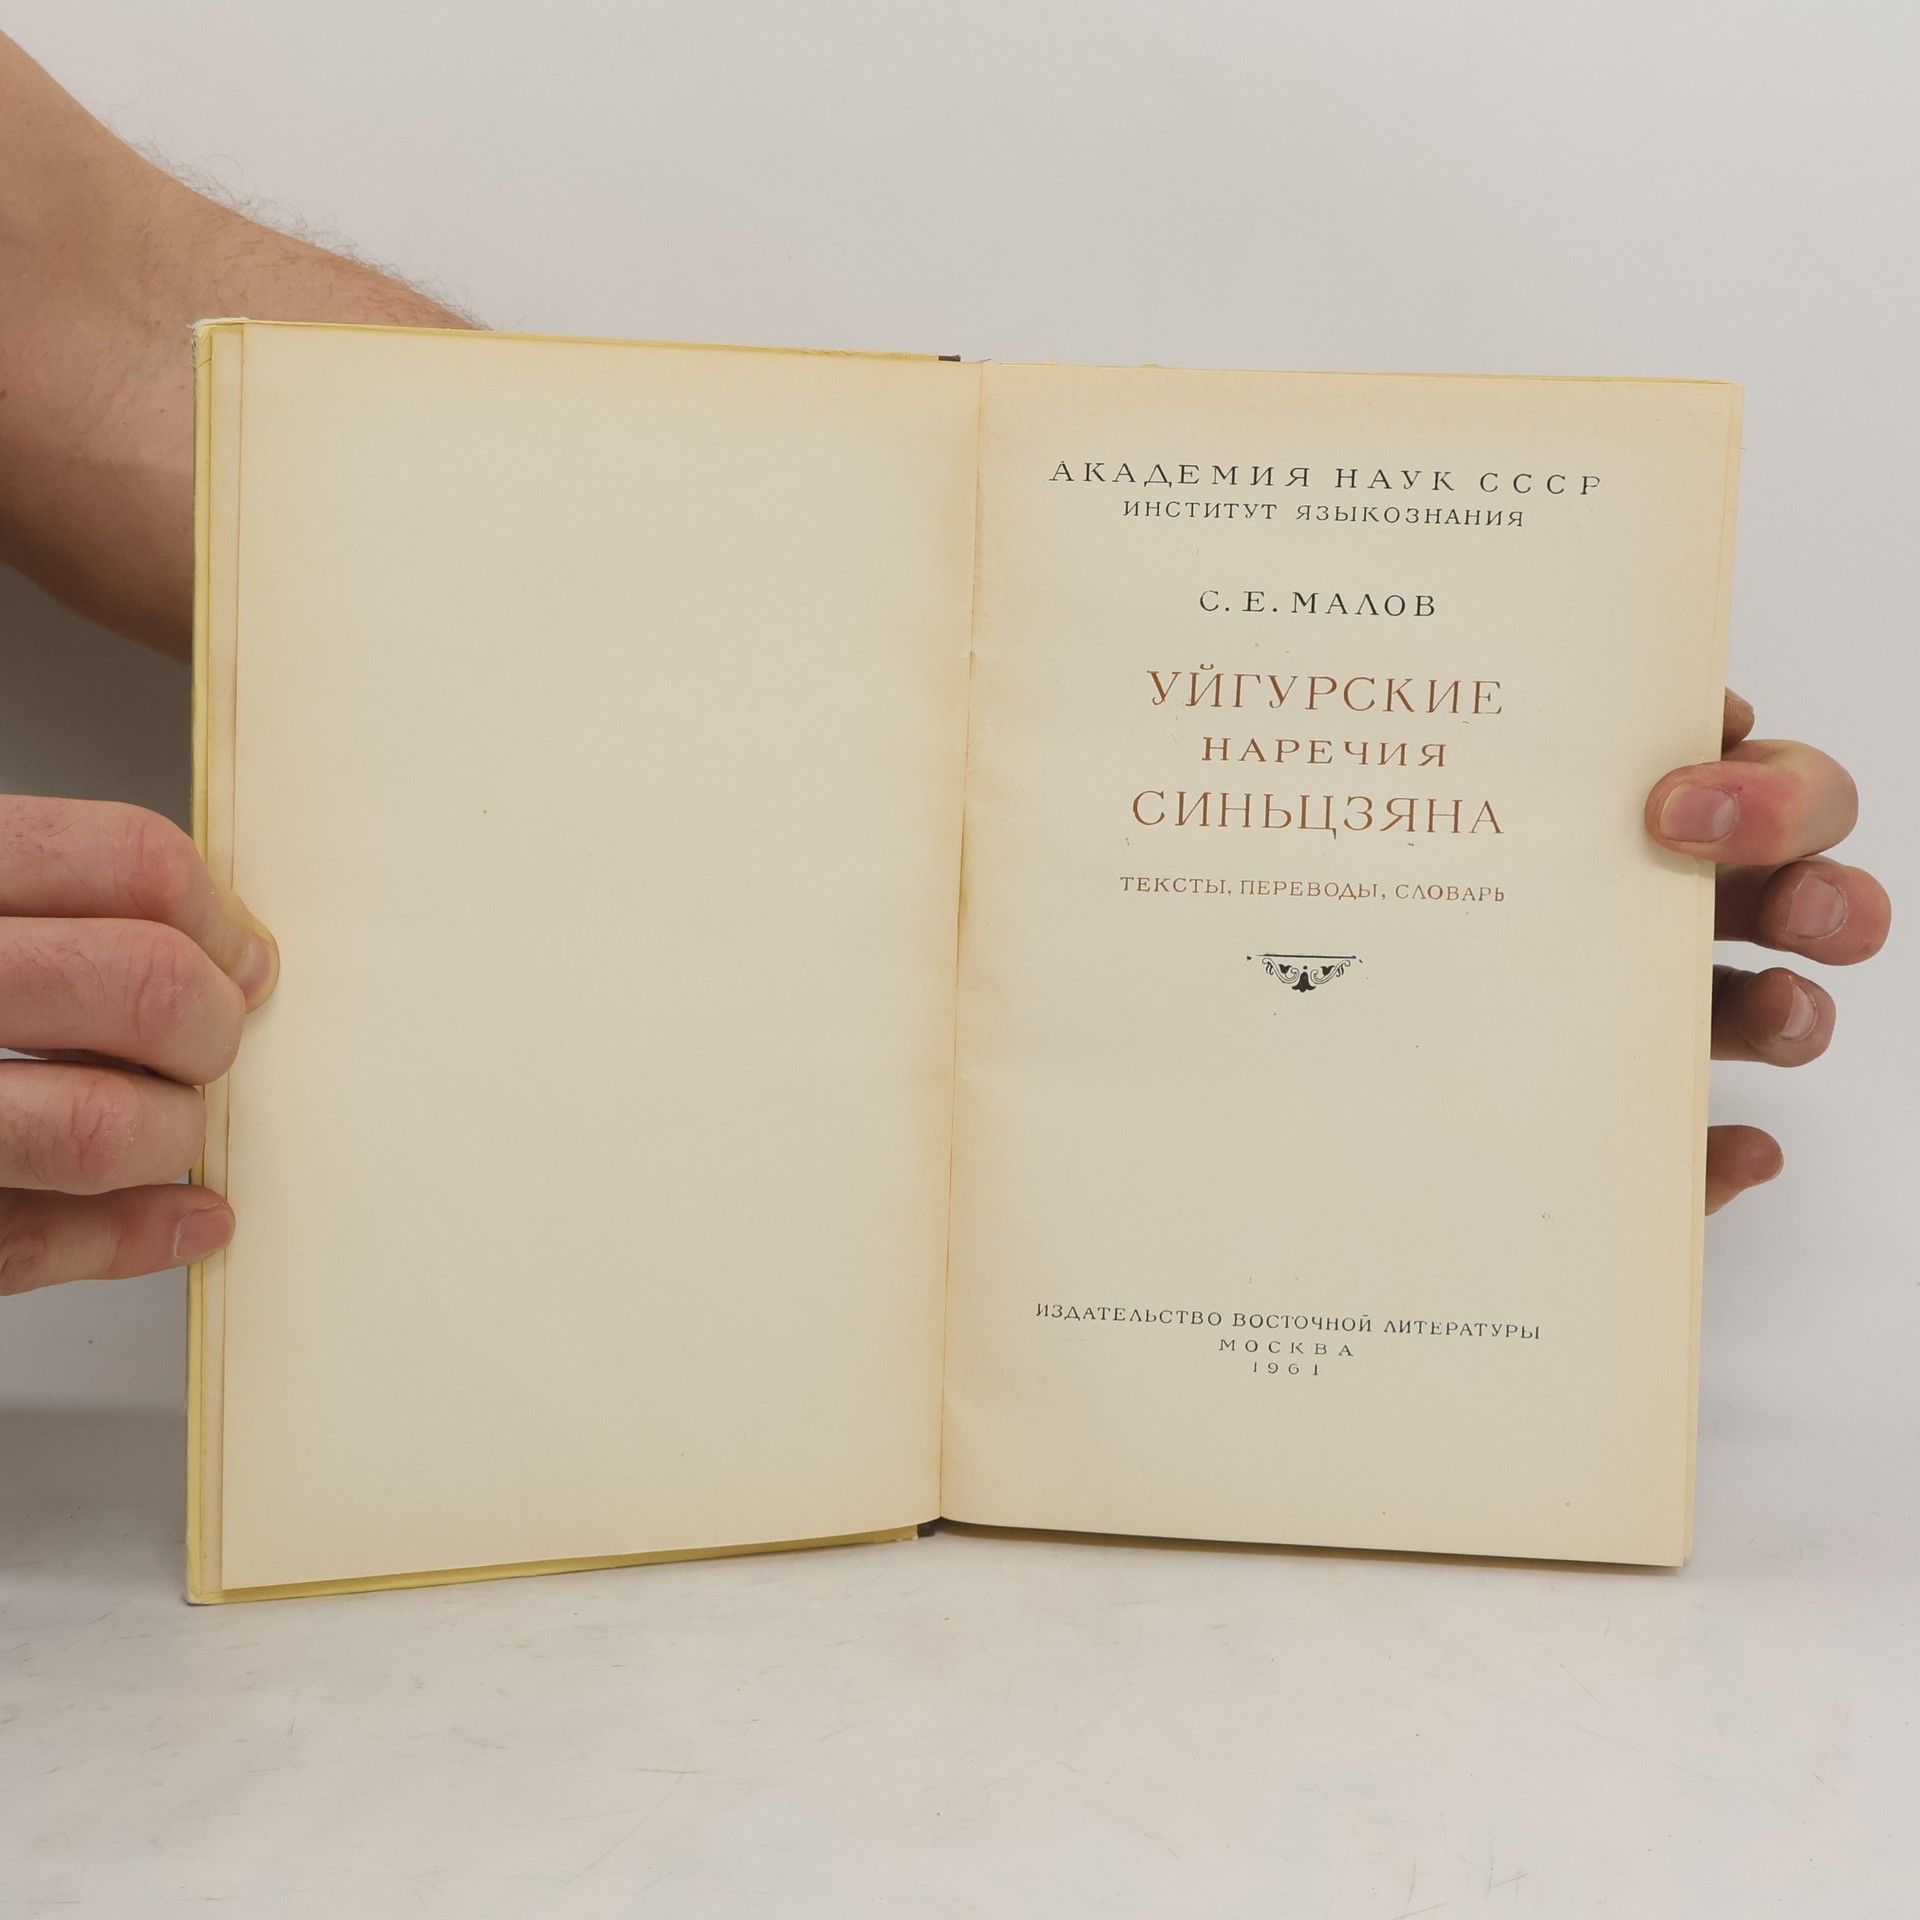 АКАДЕМИЯ НАУК СССР
ИНСТИТУТ ЯЗЫКОЗНАНИЯ
С. Е. МАЛОВ
УЙГУРСКИЕ
НАРЕЧИЯ
СИНЬЦЗЯНА
ТЕКСТЫ, ПЕРЕВОДЫ, СЛОВАРЬ
ИЗДАТЕЛЬСТВО ВОСТОЧНОЙ ЛИТЕРАТУРЫ
МОСКВА
1961